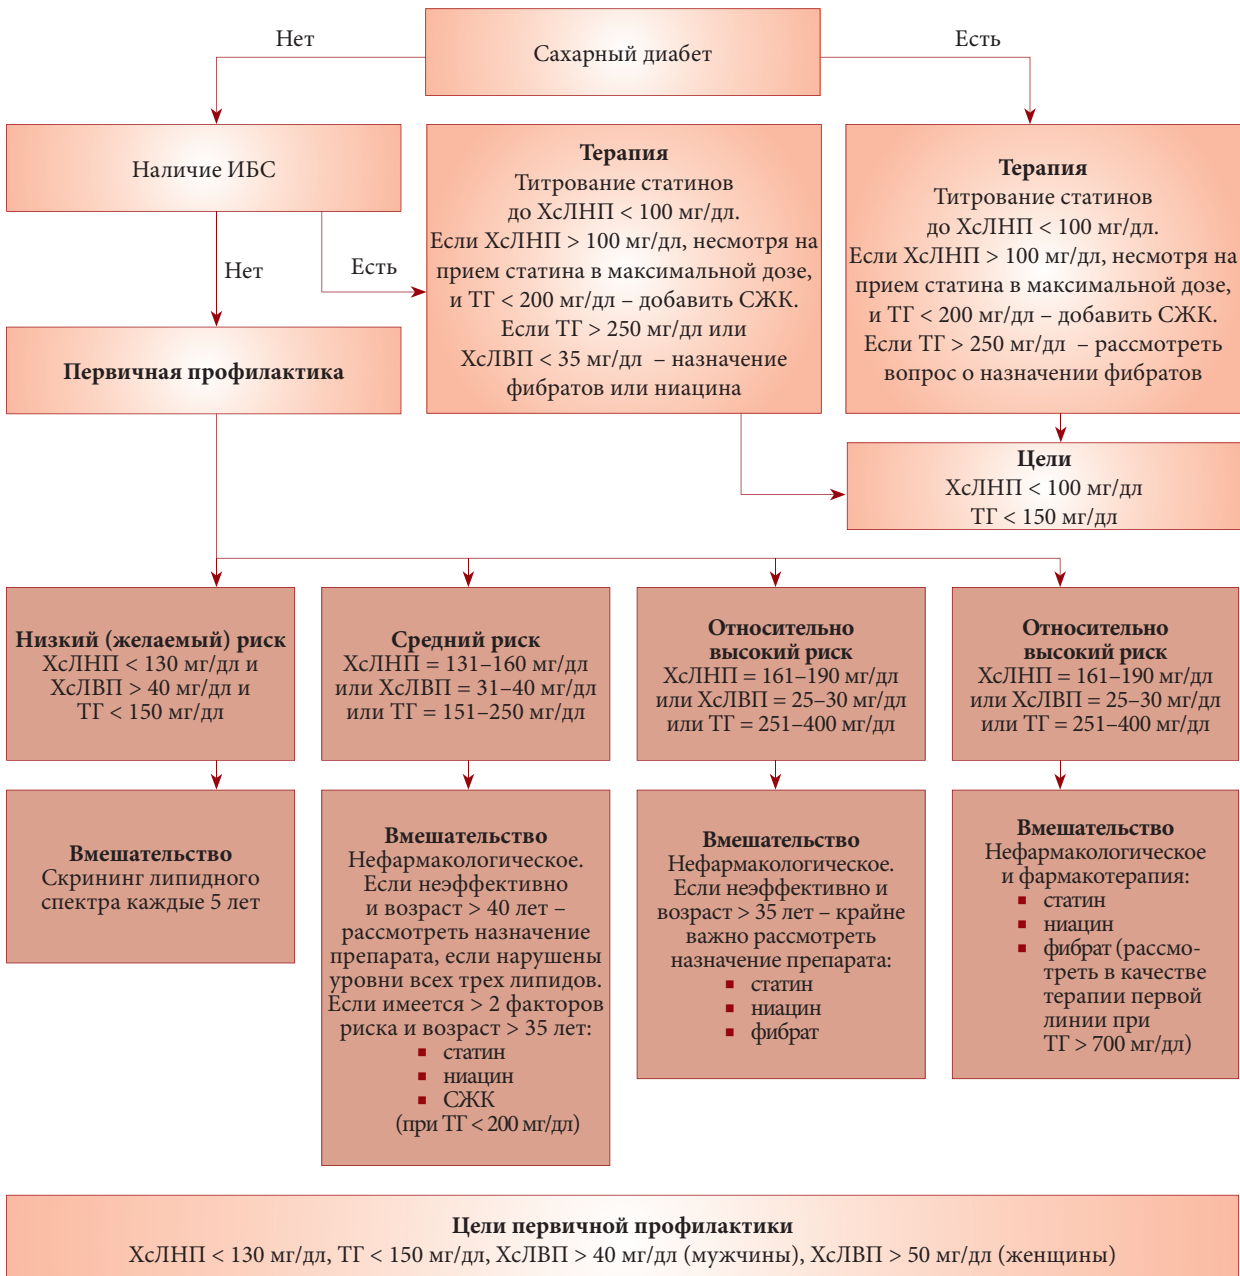 Нет
Сахарный диабет
Есть
Наличие ИБС
Нет
Есть
Терапия
Титрование статинов
до ХсЛНП < 100 мг/дл.
Если ХсЛНП > 100 мг/дл, несмотря на
прием статина в максимальной дозе,
и ТГ < 200 мг/дл – добавить СЖК.
Если ТГ > 250 мг/дл или
ХсЛВП < 35 мг/дл – назначение
фибратов или ниацина
Терапия
Титрование статинов
до ХсЛНП < 100 мг/дл.
Если ХсЛНП > 100 мг/дл, несмотря на
прием статина в максимальной дозе,
и ТГ < 200 мг/дл – добавить СЖК.
Если ТГ > 250 мг/дл – рассмотреть
вопрос о назначении фибратов
Первичная профилактика
Цели
ХсЛНП < 100 мг/дл
ТГ < 150 мг/дл
Низкий (желаемый) риск
ХсЛНП < 130 мг/дл и
ХсЛВП > 40 мг/дл и
ТГ < 150 мг/дл
Средний риск
ХсЛНП = 131–160 мг/дл
или ХсЛВП = 31–40 мг/дл
или ТГ = 151–250 мг/дл
Относительно
высокий риск
ХсЛНП = 161–190 мг/дл
или ХсЛВП = 25–30 мг/дл
или ТГ = 251–400 мг/дл
Относительно
высокий риск
ХсЛНП = 161–190 мг/дл
или ХсЛВП = 25–30 мг/дл
или ТГ = 251–400 мг/дл
Вмешательство
Скрининг липидного
спектра каждые 5 лет
Вмешательство
Нефармакологическое.
Если неэффективно
и возраст > 40 лет –
рассмотреть назначение
препарата, если нарушены
уровни всех трех липидов.
Если имеется > 2 факторов
риска и возраст > 35 лет:
▪ статин
▪ ниацин
▪ СЖК
(при ТГ < 200 мг/дл)
Вмешательство
Нефармакологическое.
Если неэффективно и
возраст > 35 лет – крайне
важно рассмотреть
назначение препарата:
▪ статин
▪ ниацин
▪ фибрат
Вмешательство
Нефармакологическое
и фармакотерапия:
▪ статин
▪ ниацин
▪ фибрат (рассмо-
треть в качестве
терапии первой
линии при
ТГ > 700 мг/дл)
Цели первичной профилактики
ХсЛНП < 130 мг/дл, ТГ < 150 мг/дл, ХсЛВП > 40 мг/дл (мужчины), ХсЛВП > 50 мг/дл (женщины)